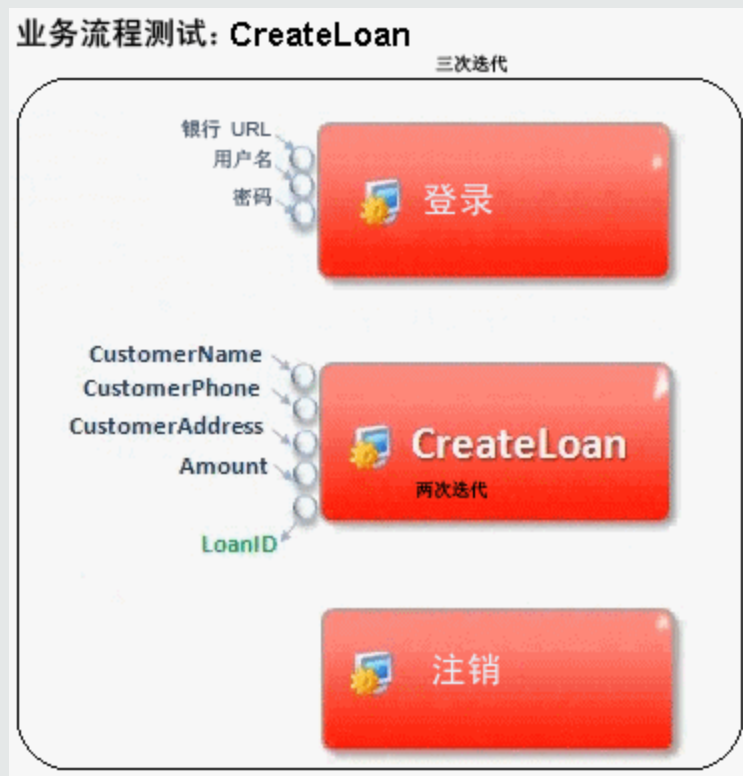 业务流程测试: CreateLoan
三次迭代
银行 URL
用户名
密码
登录
CustomerName
CustomerPhone
CustomerAddress
Amount
LoanID
CreateLoan
两次迭代
注销